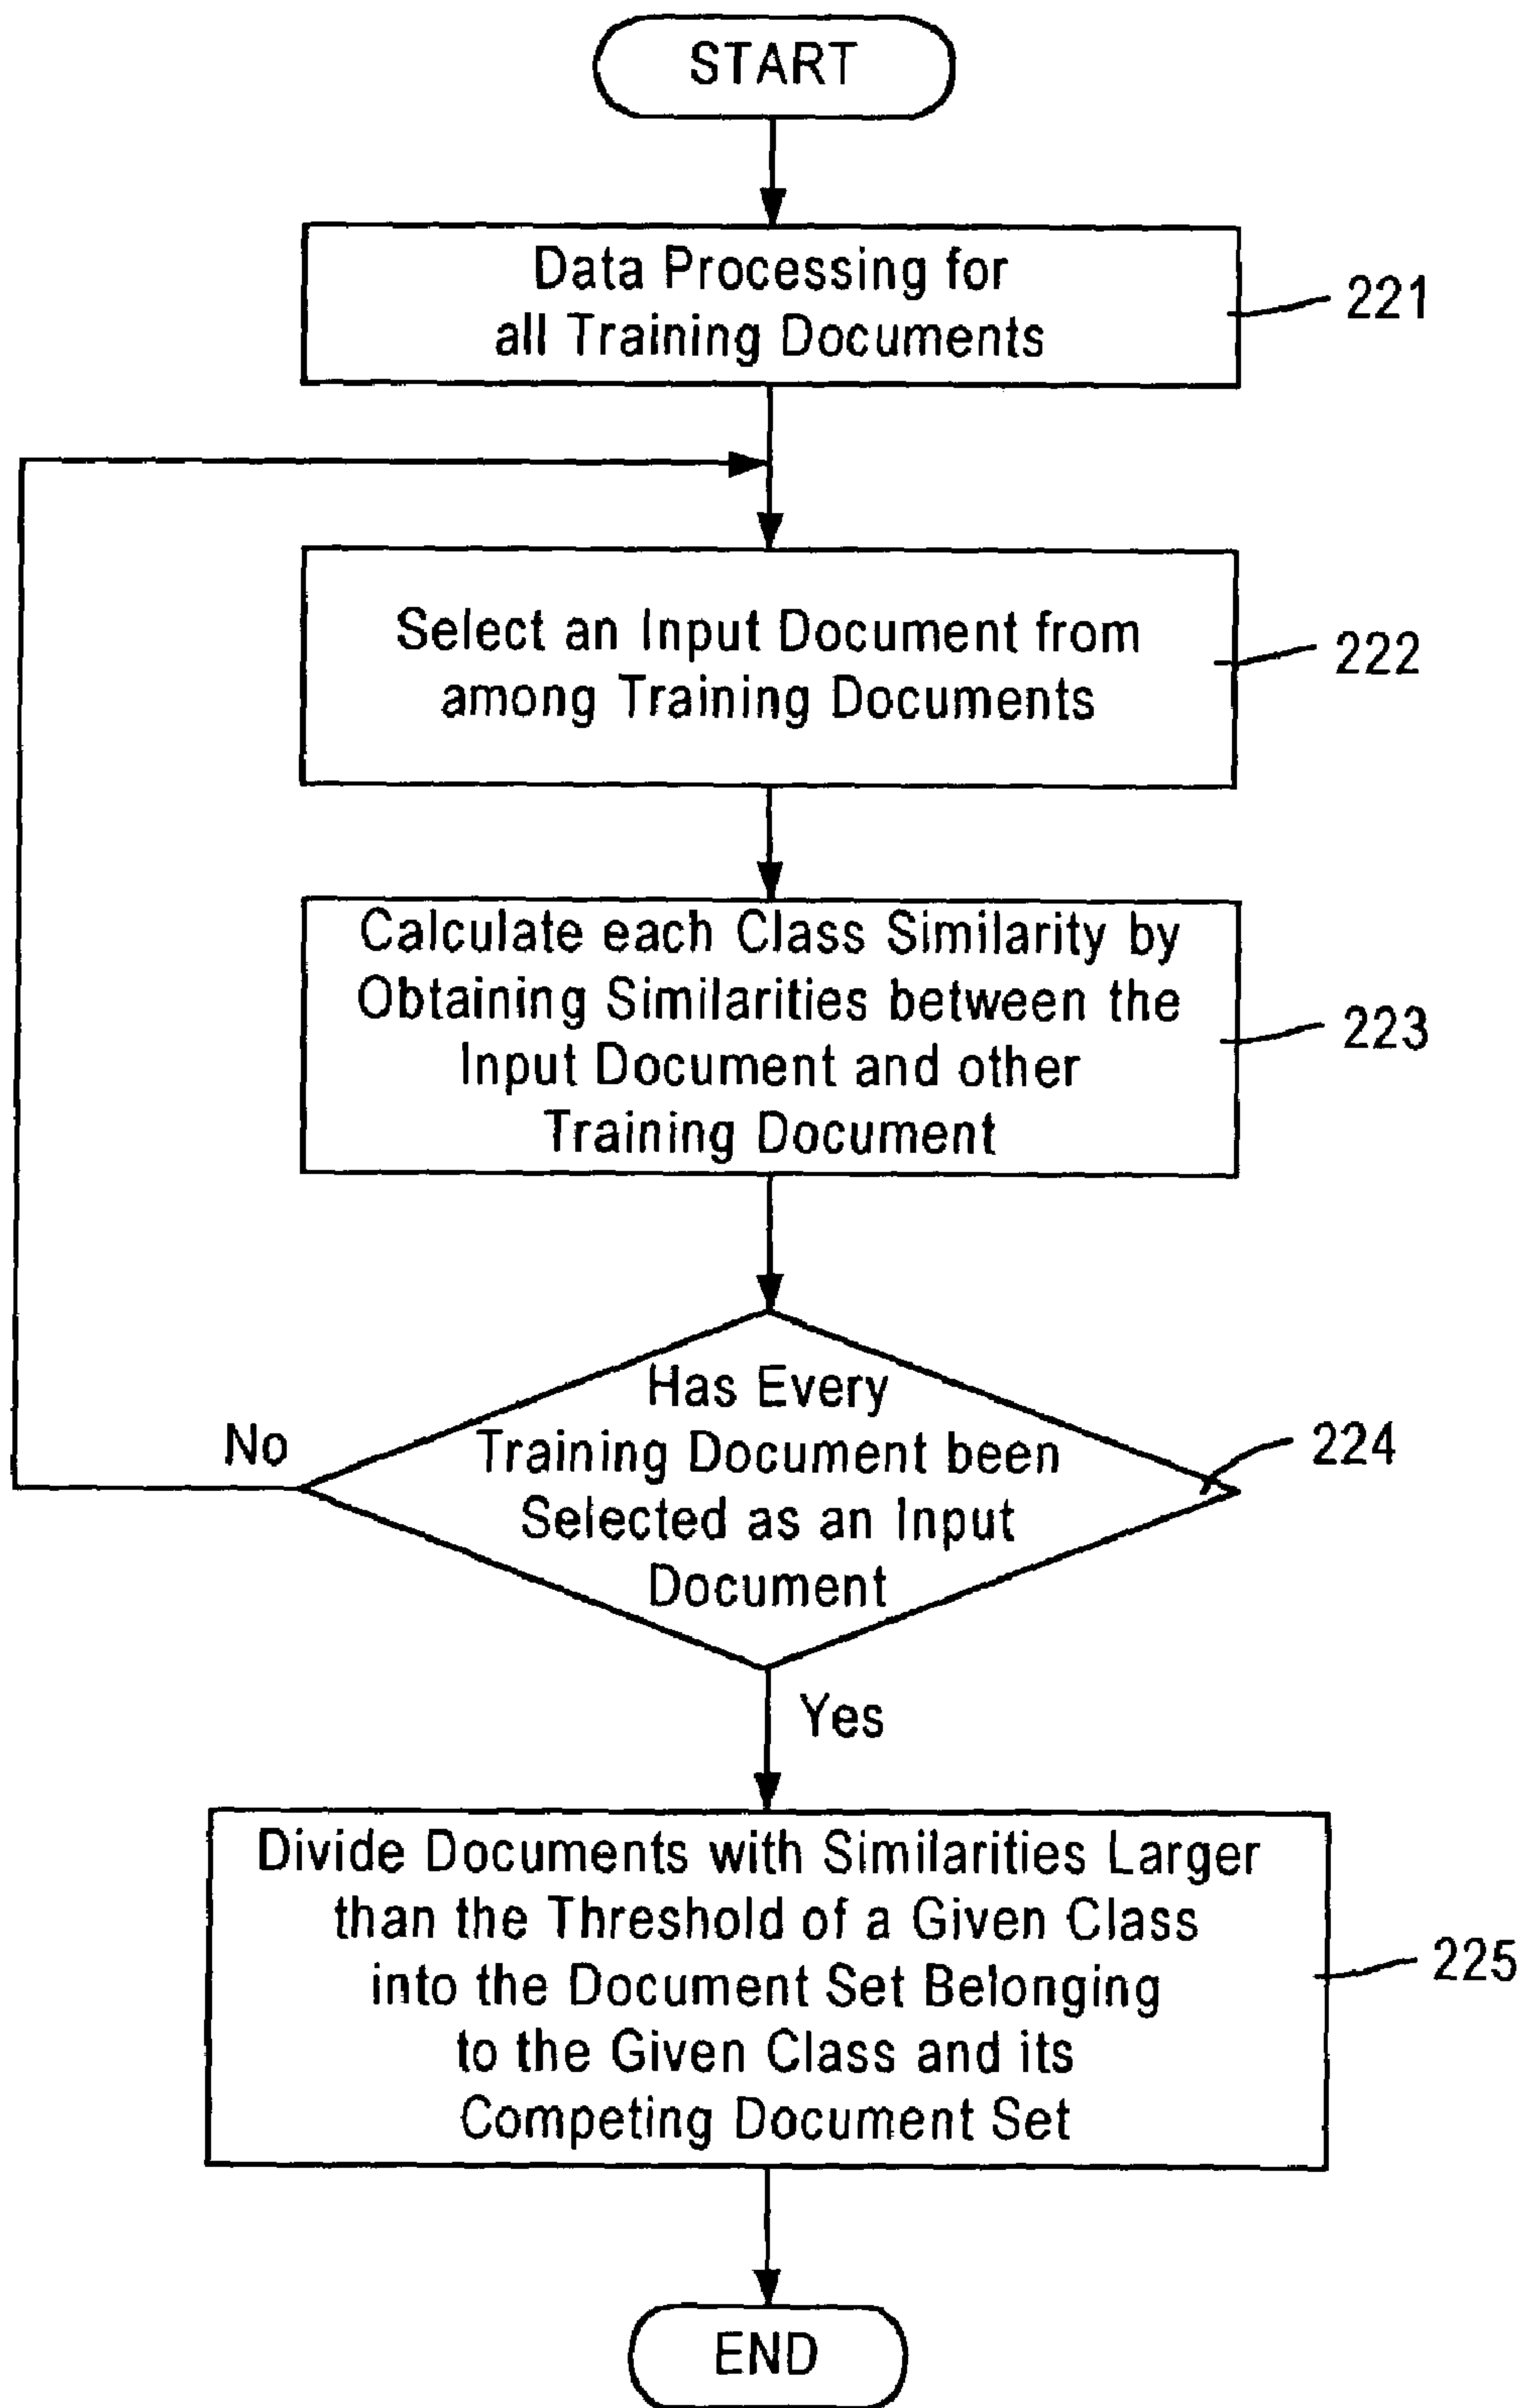 START
Data Processing for
all Training Documents
221
Select an Input Document from
among Training Documents
222
Calculate each Class Similarity by
Obtaining Similarities between the
Input Document and other
Training Document
223
Has Every
Training Document been
Selected as an Input
Document
224
No
Yes
Divide Documents with Similarities Larger
than the Threshold of a Given Class
into the Document Set Belonging
to the Given Class and its
Competing Document Set
225
END